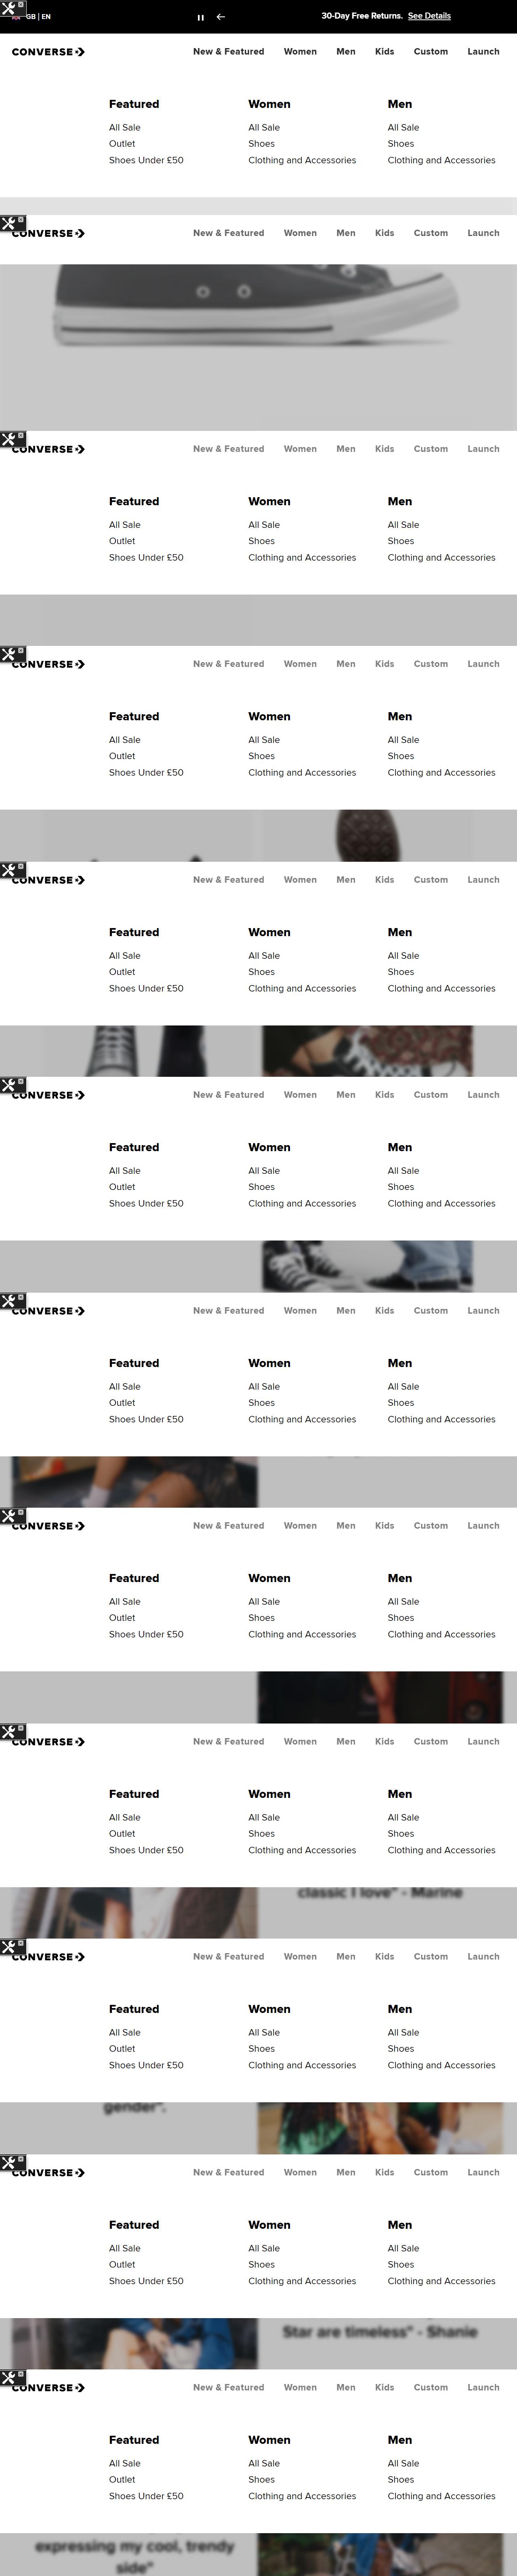 GB | EN
30-Day Free Returns. See Details
CONVERSE
New & Featured Women Men Kids Custom Launch
Featured Women Men
All Sale All Sale All Sale
Outlet Shoes Shoes
Shoes Under £50 Clothing and Accessories Clothing and Accessories
CONVERSE
New & Featured Women Men Kids Custom Launch
CONVERSE
New & Featured Women Men Kids Custom Launch
Featured Women Men
All Sale All Sale All Sale
Outlet Shoes Shoes
Shoes Under £50 Clothing and Accessories Clothing and Accessories
CONVERSE
New & Featured Women Men Kids Custom Launch
Featured Women Men
All Sale All Sale All Sale
Outlet Shoes Shoes
Shoes Under £50 Clothing and Accessories Clothing and Accessories
CONVERSE
New & Featured Women Men Kids Custom Launch
Featured Women Men
All Sale All Sale All Sale
Outlet Shoes Shoes
Shoes Under £50 Clothing and Accessories Clothing and Accessories
CONVERSE
New & Featured Women Men Kids Custom Launch
Featured Women Men
All Sale All Sale All Sale
Outlet Shoes Shoes
Shoes Under £50 Clothing and Accessories Clothing and Accessories
CONVERSE
New & Featured Women Men Kids Custom Launch
Featured Women Men
All Sale All Sale All Sale
Outlet Shoes Shoes
Shoes Under £50 Clothing and Accessories Clothing and Accessories
CONVERSE
New & Featured Women Men Kids Custom Launch
Featured Women Men
All Sale All Sale All Sale
Outlet Shoes Shoes
Shoes Under £50 Clothing and Accessories Clothing and Accessories
CONVERSE
New & Featured Women Men Kids Custom Launch
Featured Women Men
All Sale All Sale All Sale
Outlet Shoes Shoes
Shoes Under £50 Clothing and Accessories Clothing and Accessories
classic I love" - Marine
CONVERSE
New & Featured Women Men Kids Custom Launch
Featured Women Men
All Sale All Sale All Sale
Outlet Shoes Shoes
Shoes Under £50 Clothing and Accessories Clothing and Accessories
gender".
CONVERSE
New & Featured Women Men Kids Custom Launch
Featured Women Men
All Sale All Sale All Sale
Outlet Shoes Shoes
Shoes Under £50 Clothing and Accessories Clothing and Accessories
Star are timeless" - Shanie
CONVERSE
New & Featured Women Men Kids Custom Launch
Featured Women Men
All Sale All Sale All Sale
Outlet Shoes Shoes
Shoes Under £50 Clothing and Accessories Clothing and Accessories
expressing my cool, trendy
side"